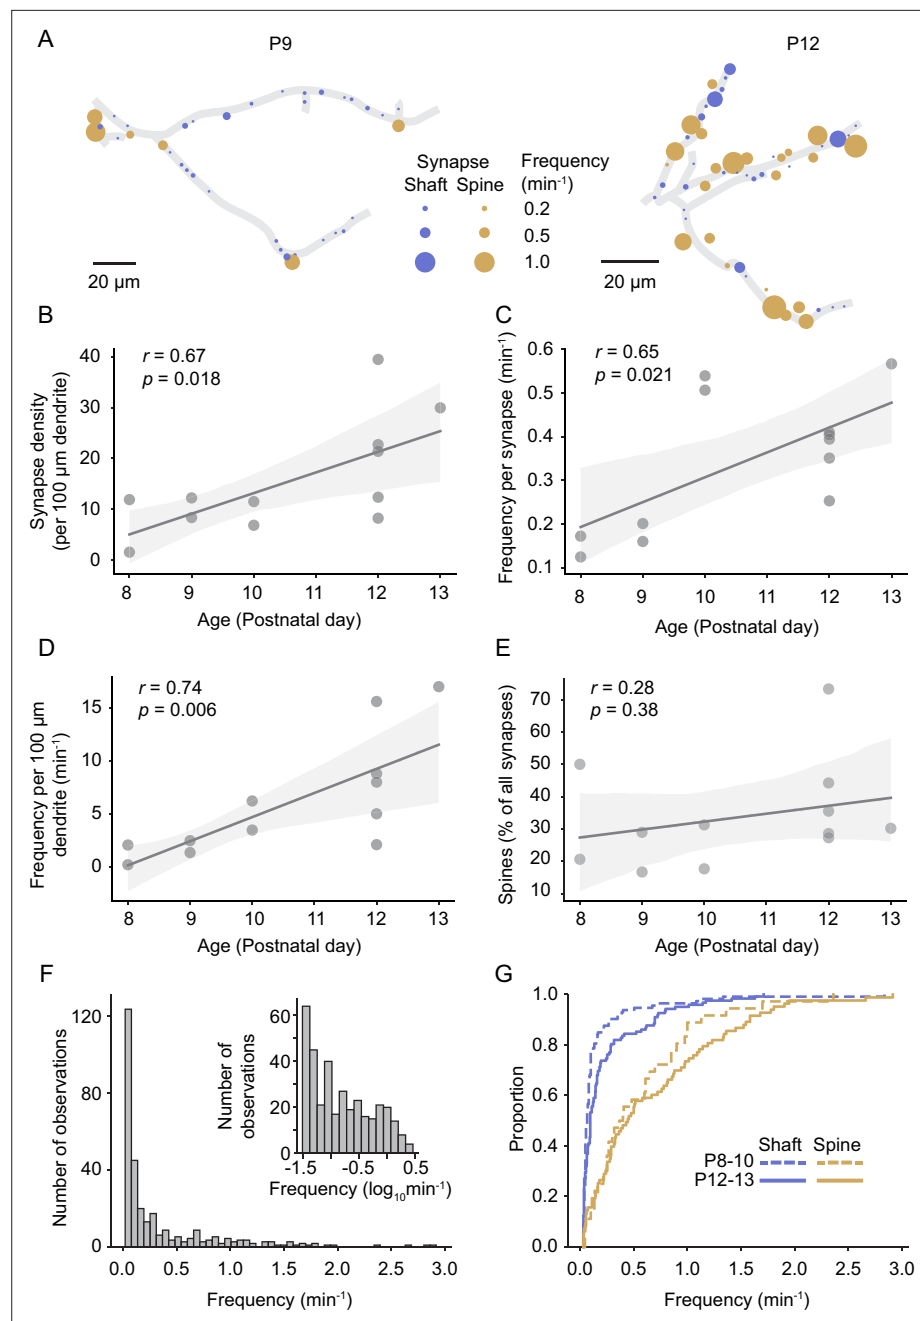 A
P9
P12
Synapse
Frequency
Shaft Spine
(min⁻¹)
0.2
0.5
1.0
20 µm
20 µm
B
Synapse density
(per 100 µm dendrite)
40
30
20
10
0
r = 0.67
p = 0.018
8 9 10 11 12 13
Age (Postnatal day)
C
Frequency per synapse (min⁻¹)
0.6
0.5
0.4
0.3
0.2
0.1
r = 0.65
p = 0.021
8 9 10 11 12 13
Age (Postnatal day)
D
Frequency per 100 µm
dendrite (min⁻¹)
15
10
5
0
r = 0.74
p = 0.006
8 9 10 11 12 13
Age (Postnatal day)
E
Spines (% of all synapses)
70
60
50
40
30
20
10
r = 0.28
p = 0.38
8 9 10 11 12 13
Age (Postnatal day)
F
Number of observations
120
80
40
0
0.0 0.5 1.0 1.5 2.0 2.5 3.0
Frequency (min⁻¹)
Number of
observations
60
40
20
0
-1.5 -0.5 0.5
Frequency (log₁₀min⁻¹)
G
Proportion
1.0
0.8
0.6
0.4
0.2
0.0
Shaft Spine
P8-10
P12-13
0.0 0.5 1.0 1.5 2.0 2.5 3.0
Frequency (min⁻¹)